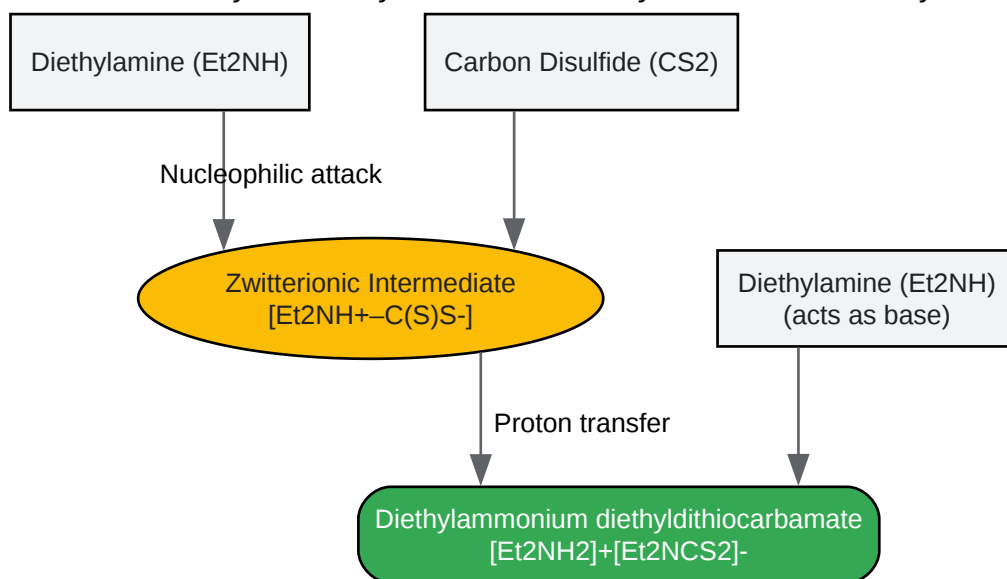 Diethylamine (Et2NH)
Carbon Disulfide (CS2)
Nucleophilic attack
Zwitterionic Intermediate
[Et2NH+–C(S)S-]
Diethylamine (Et2NH)
(acts as base)
Proton transfer
Diethylammonium diethyldithiocarbamate
[Et2NH2]+[Et2NCS2]-